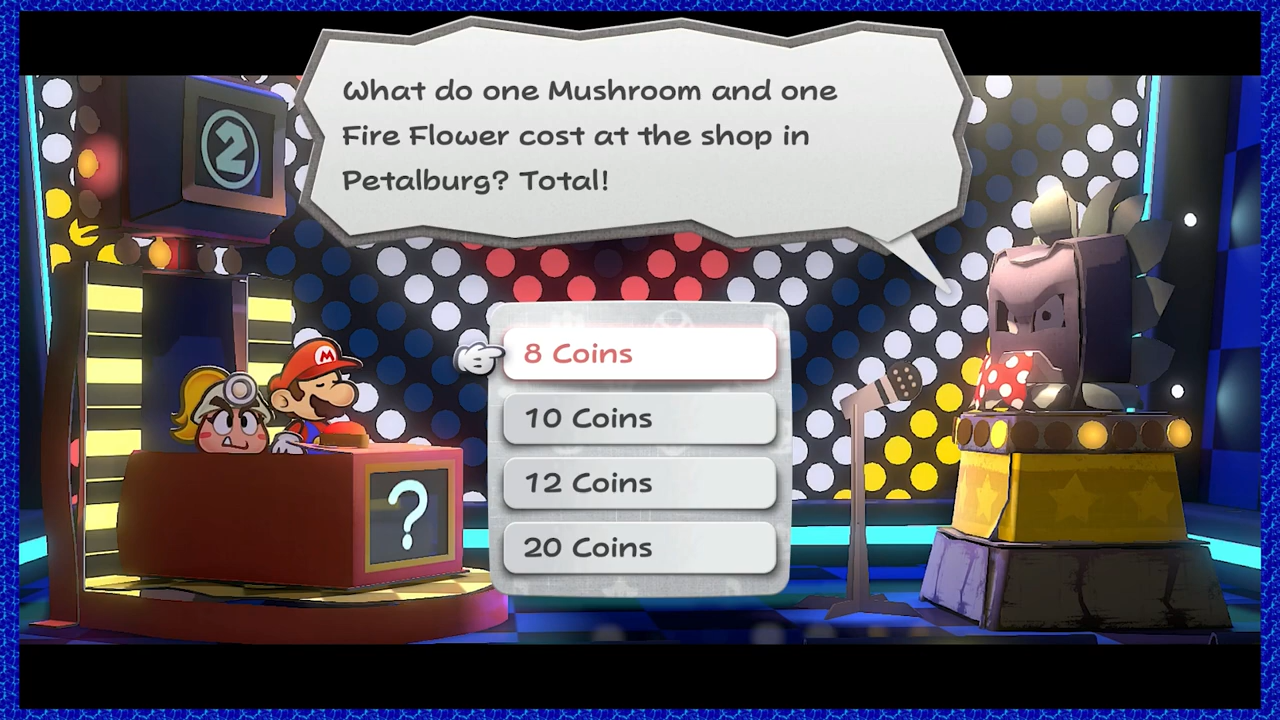 What do one Mushroom and one
Fire Flower cost at the shop in
Petalburg? Total!
2
M
8 Coins
10 Coins
12 Coins
20 Coins
?